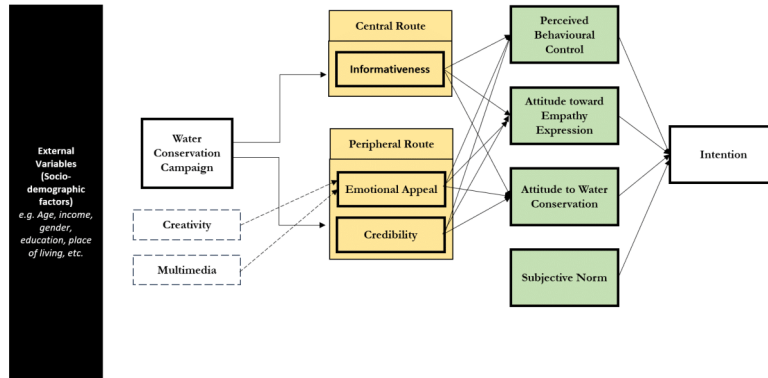 External
Variables
(Socio-
demographic
factors)
e.g. Age, income,
gender,
education, place
of living, etc.
Water
Conservation
Campaign
Creativity
Multimedia
Central Route
Informativeness
Peripheral Route
Emotional Appeal
Credibility
Perceived
Behavioural
Control
Attitude toward
Empathy
Expression
Attitude to Water
Conservation
Subjective Norm
Intention